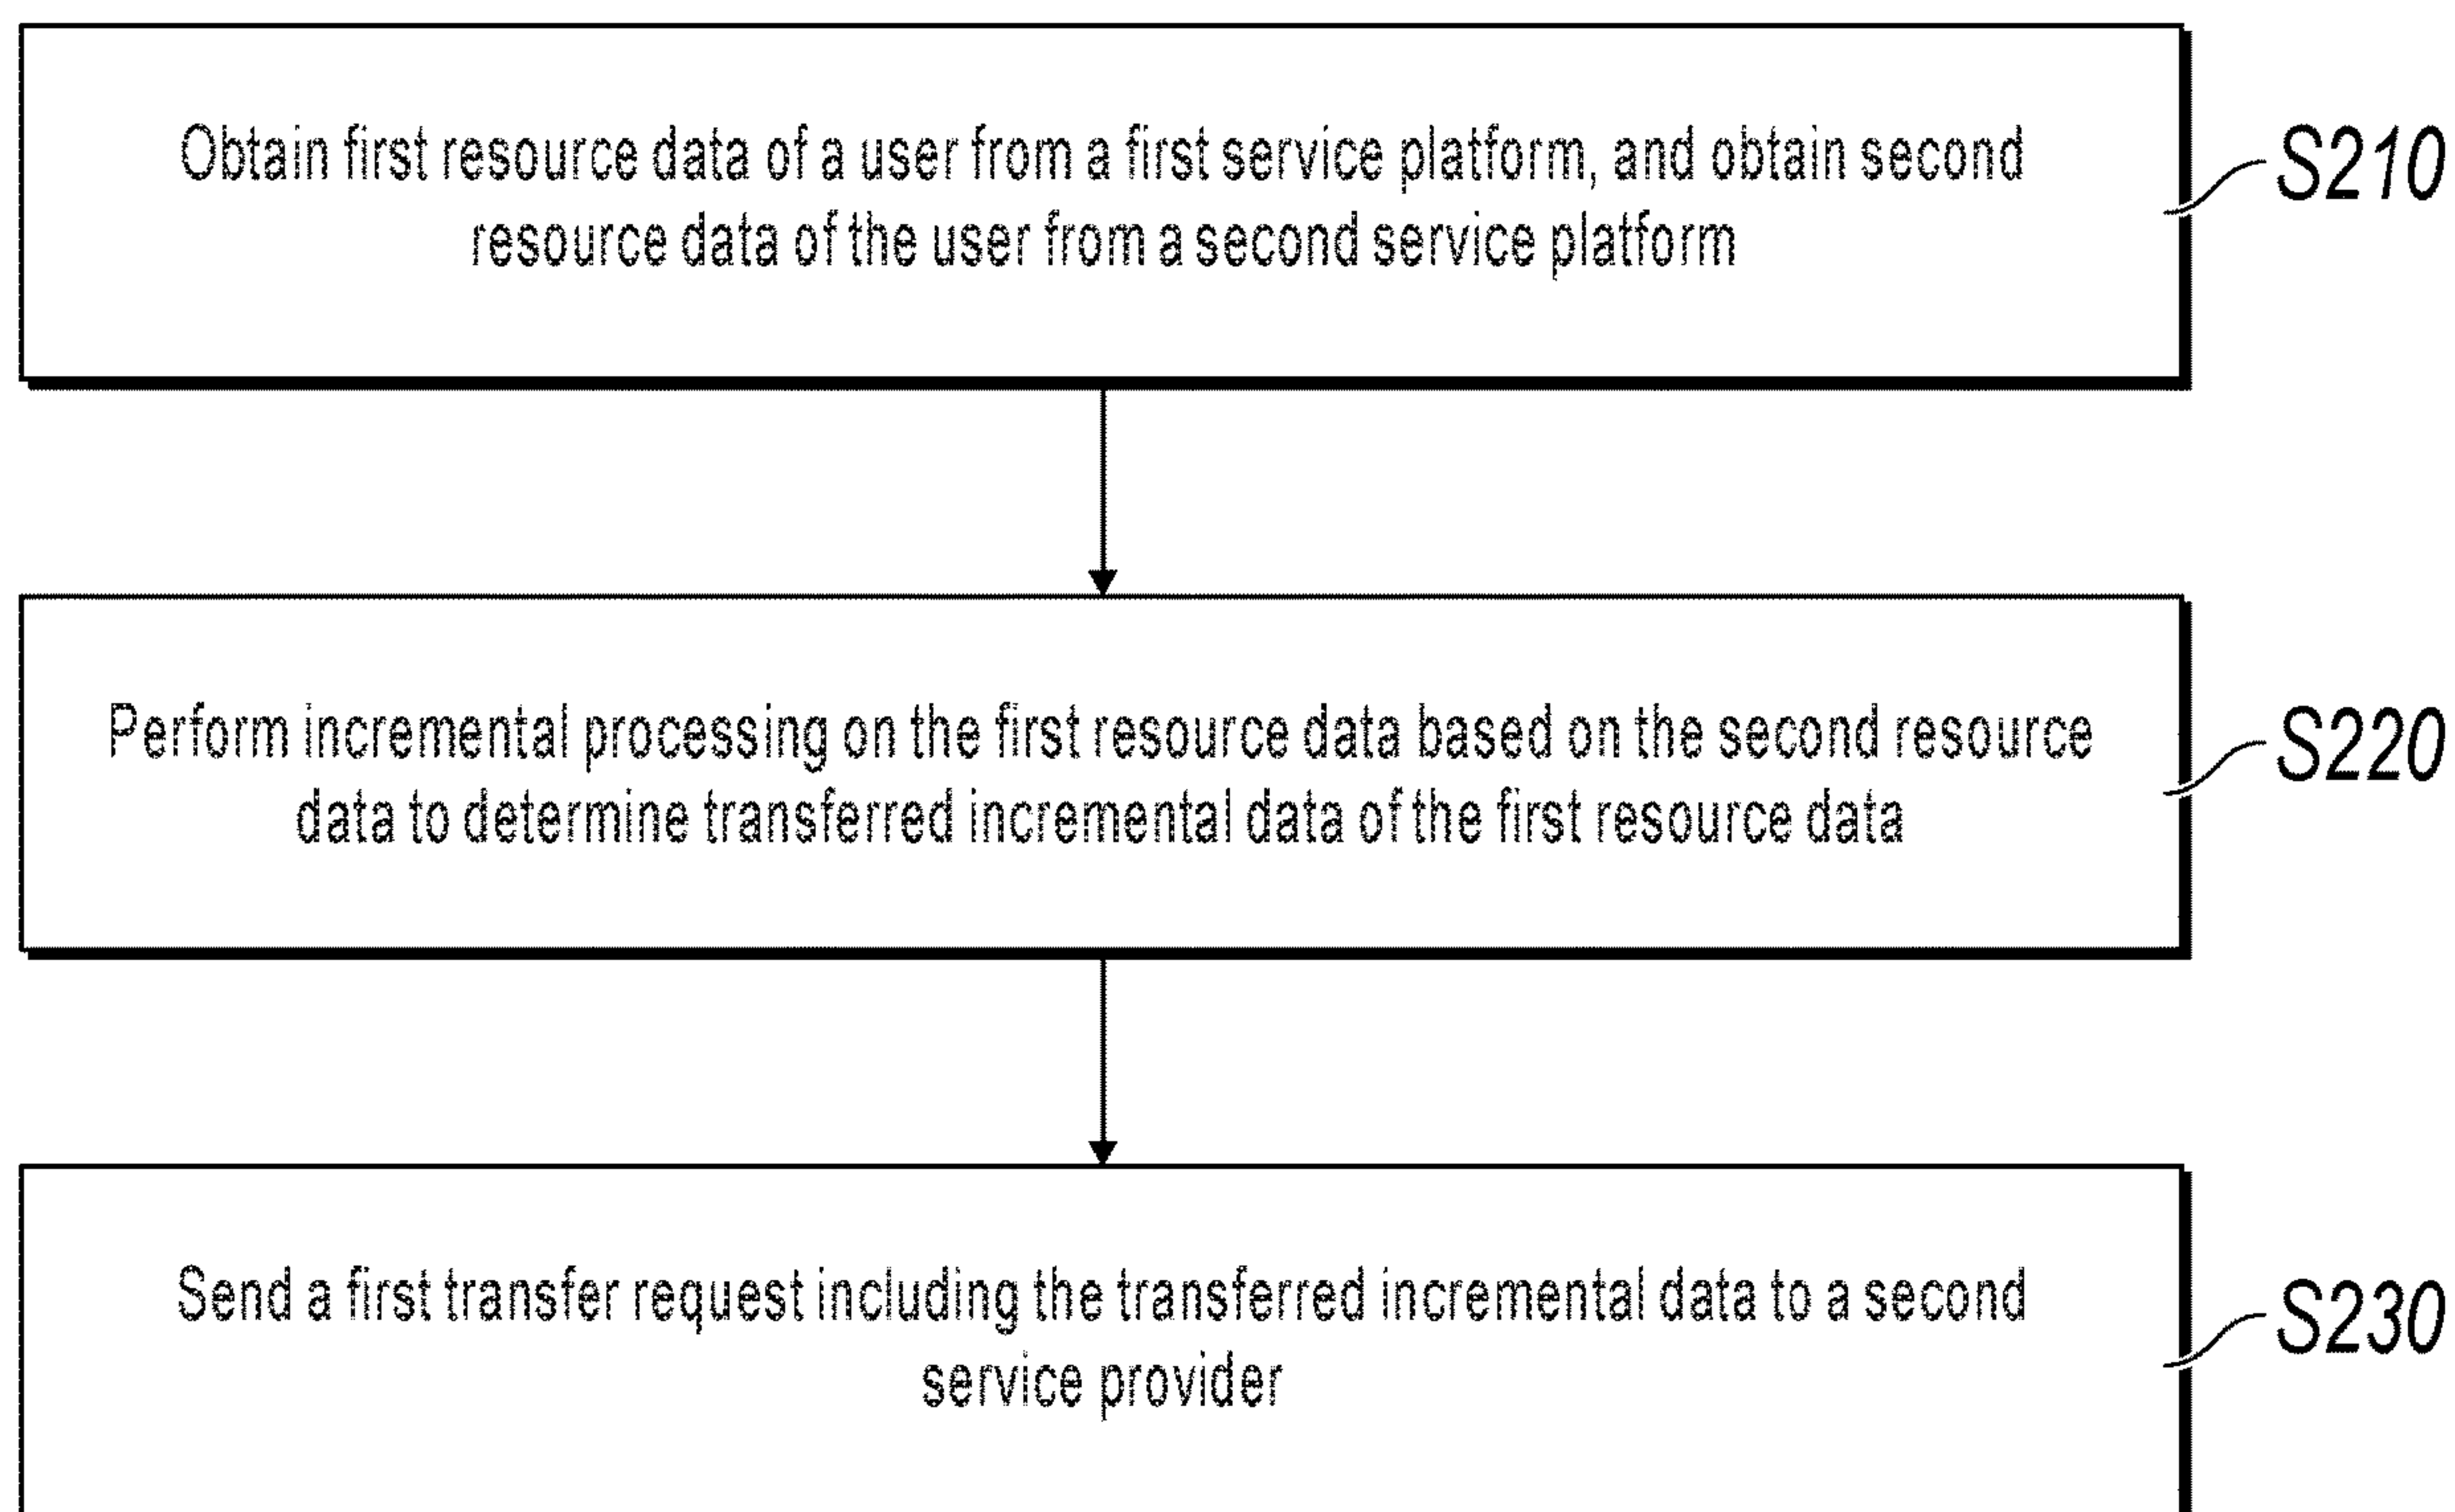 Obtain first resource data of a user from a first service platform, and obtain second
resource data of the user from a second service platform
S210
Perform incremental processing on the first resource data based on the second resource
data to determine transferred incremental data of the first resource data
S220
Send a first transfer request including the transferred incremental data to a second
service provider
S230